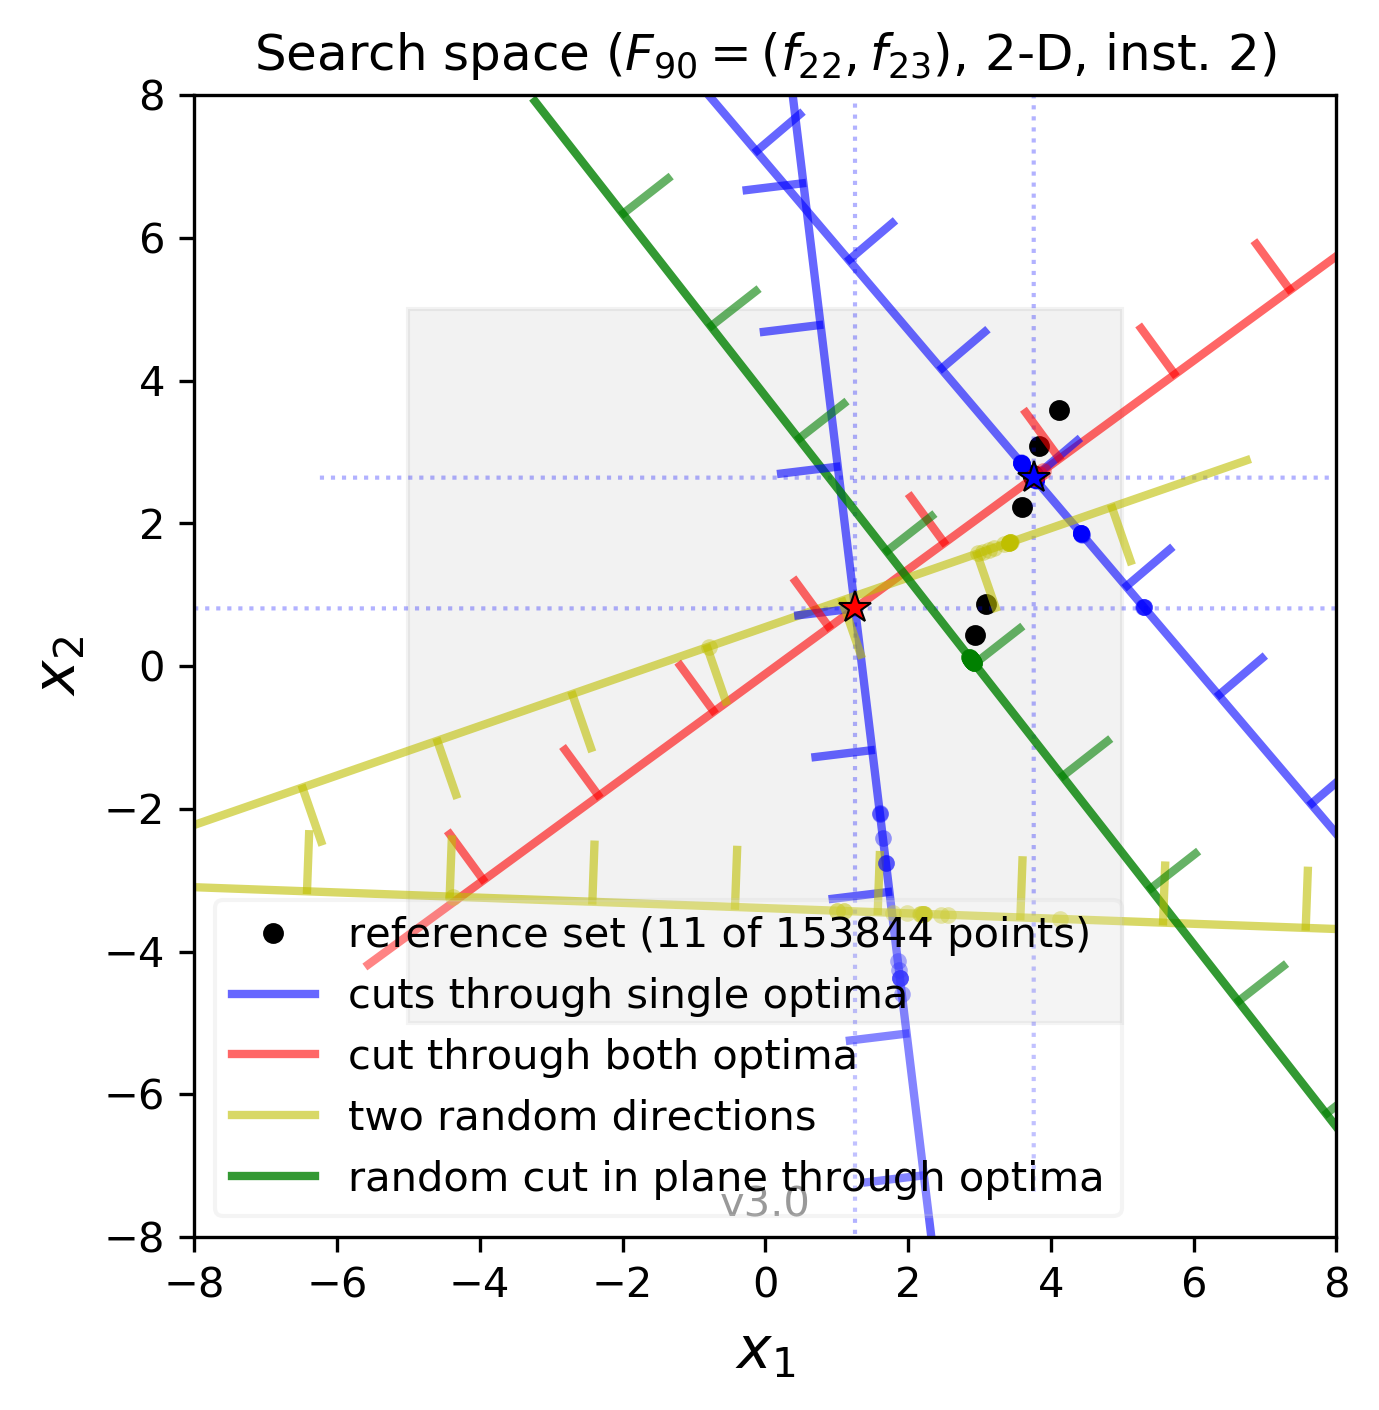 Search space (F₉₀ = (f₂₂, f₂₃), 2-D, inst. 2)
8
6
4
2
0
−2
−4
−6
−8
x₂
reference set (11 of 153844 points)
cuts through single optima
cut through both optima
two random directions
random cut in plane through optima
v3.0
−8 −6 −4 −2 0 2 4 6 8
x₁